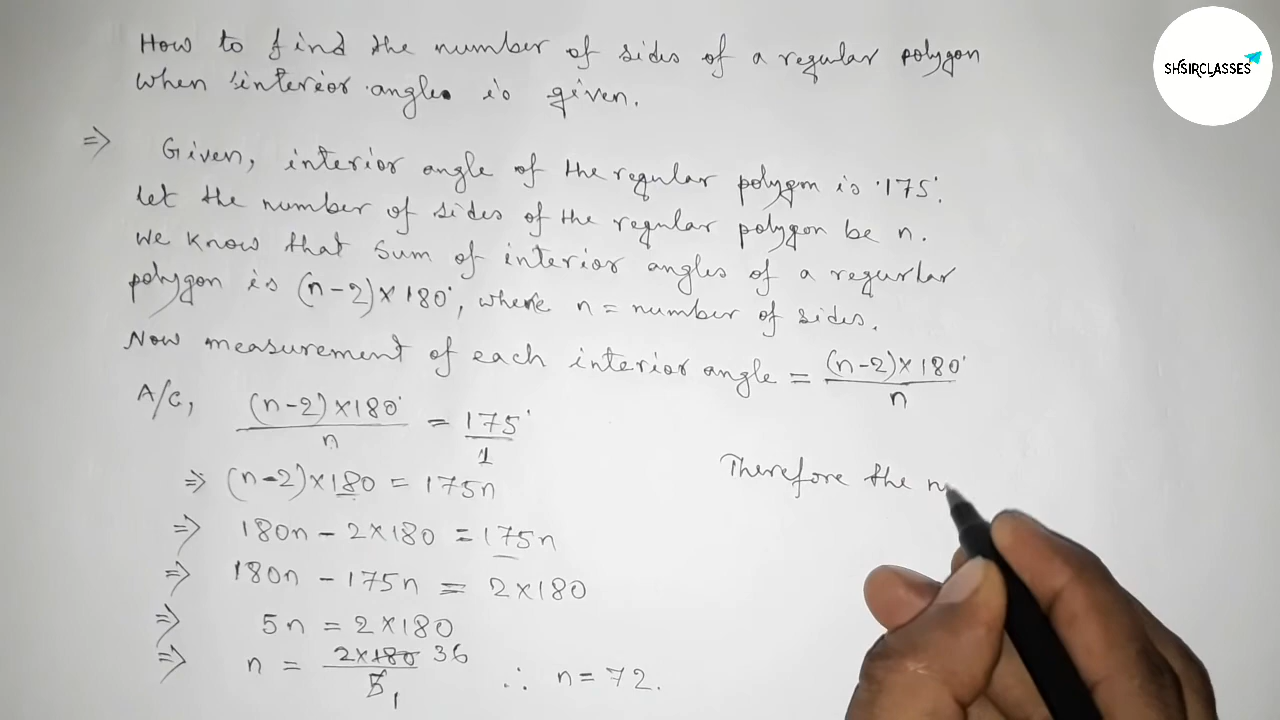 How to find the number of sides of a regular polygon
when interior angle is given.
SHSIRCLASSES
⇒ Given, interior angle of the regular polygon is 175°.
Let the number of sides of the regular polygon be n.
We know that sum of interior angles of a regurlar
polygon is (n-2)×180°, where n = number of sides.
Now measurement of each interior angle = (n-2)×180°/n
A/C, (n-2)×180°/n = 175°/1
⇒ (n-2)×180 = 175n
⇒ 180n - 2×180 = 175n
⇒ 180n - 175n = 2×180
⇒ 5n = 2×180
⇒ n = 2×180/5 36 1 ∴ n = 72.
Therefore the n